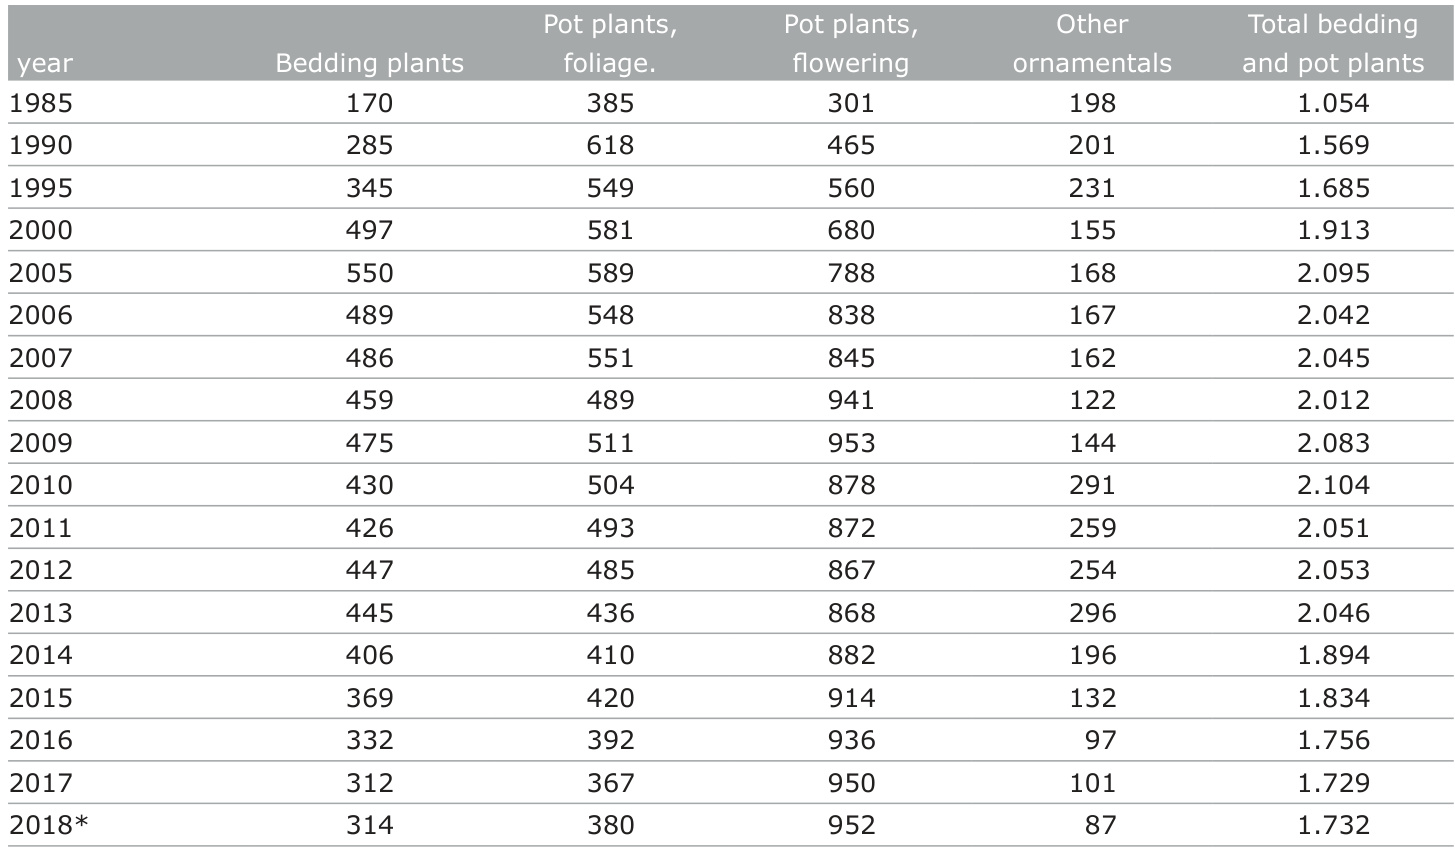 Pot plants, Pot plants, Other Total bedding
year Bedding plants foliage. flowering ornamentals and pot plants
1985 170 385 301 198 1.054
1990 285 618 465 201 1.569
1995 345 549 560 231 1.685
2000 497 581 680 155 1.913
2005 550 589 788 168 2.095
2006 489 548 838 167 2.042
2007 486 551 845 162 2.045
2008 459 489 941 122 2.012
2009 475 511 953 144 2.083
2010 430 504 878 291 2.104
2011 426 493 872 259 2.051
2012 447 485 867 254 2.053
2013 445 436 868 296 2.046
2014 406 410 882 196 1.894
2015 369 420 914 132 1.834
2016 332 392 936 97 1.756
2017 312 367 950 101 1.729
2018* 314 380 952 87 1.732